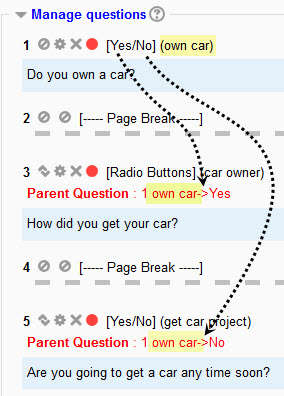 Manage questions
1 [Yes/No] (own car)
Do you own a car?
2 [----- Page Break -----]
3 [Radio Buttons] (car owner)
Parent Question : 1 own car->Yes
How did you get your car?
4 [----- Page Break -----]
5 [Yes/No] (get car project)
Parent Question : 1 own car->No
Are you going to get a car any time soon?